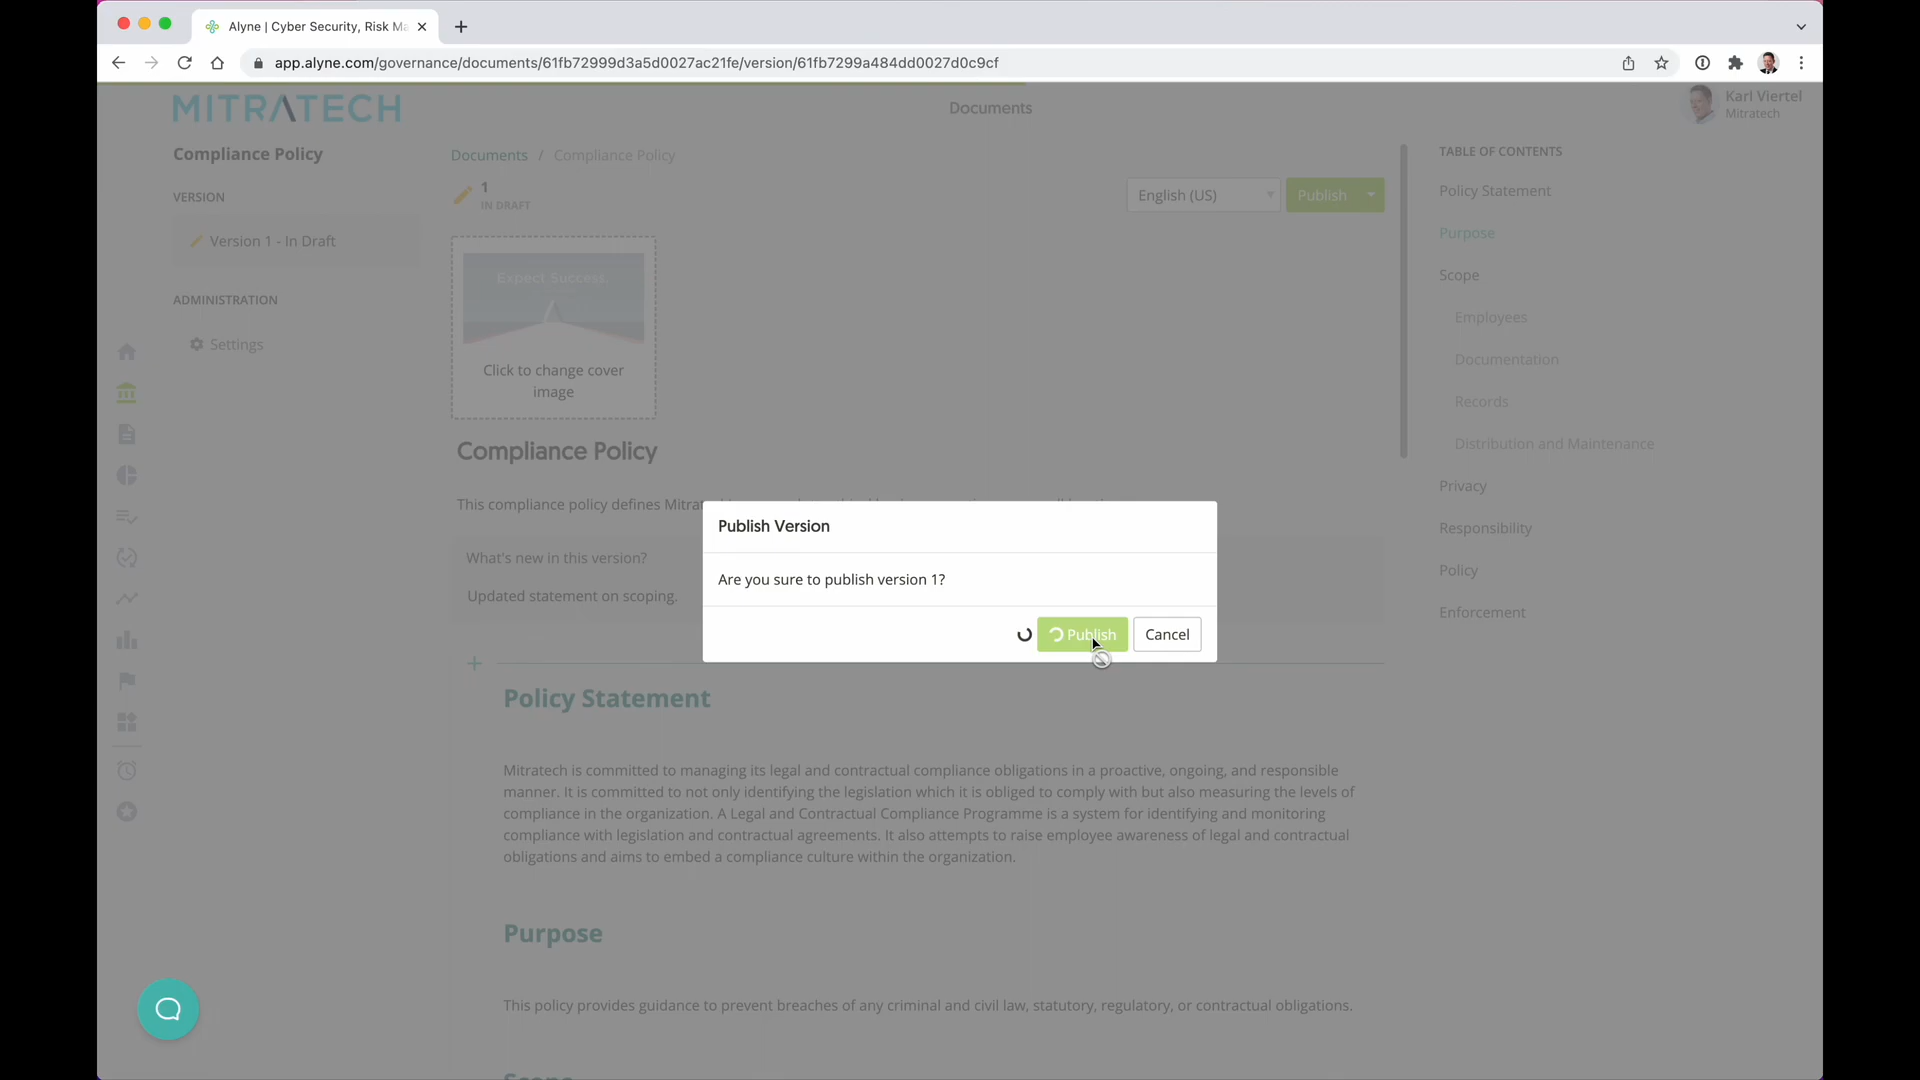 Alyne | Cyber Security, Risk Ma
app.alyne.com/governance/documents/61fb72999d3a5d0027ac21fe/version/61fb7299a484dd0027d0c9cf
MITRATECH
Documents
Karl Viertel
Mitratech
Compliance Policy
VERSION
Version 1 - In Draft
ADMINISTRATION
Settings
Documents / Compliance Policy
1
IN DRAFT
English (US)
Publish
Expect Success.
Click to change cover
image
Compliance Policy
This compliance policy defines
What's new in this version?
Updated statement on scoping.
Publish Version
Are you sure to publish version 1?
Publish
Cancel
Policy Statement
Mitratech is committed to managing its legal and contractual compliance obligations in a proactive, ongoing, and responsible
manner. It is committed to not only identifying the legislation which it is obliged to comply with but also measuring the levels of
compliance in the organization. A Legal and Contractual Compliance Programme is a system for identifying and monitoring
compliance with legislation and contractual agreements. It also attempts to raise employee awareness of legal and contractual
obligations and aims to embed a compliance culture within the organization.
Purpose
This policy provides guidance to prevent breaches of any criminal and civil law, statutory, regulatory, or contractual obligations.
TABLE OF CONTENTS
Policy Statement
Purpose
Scope
Employees
Documentation
Records
Distribution and Maintenance
Privacy
Responsibility
Policy
Enforcement